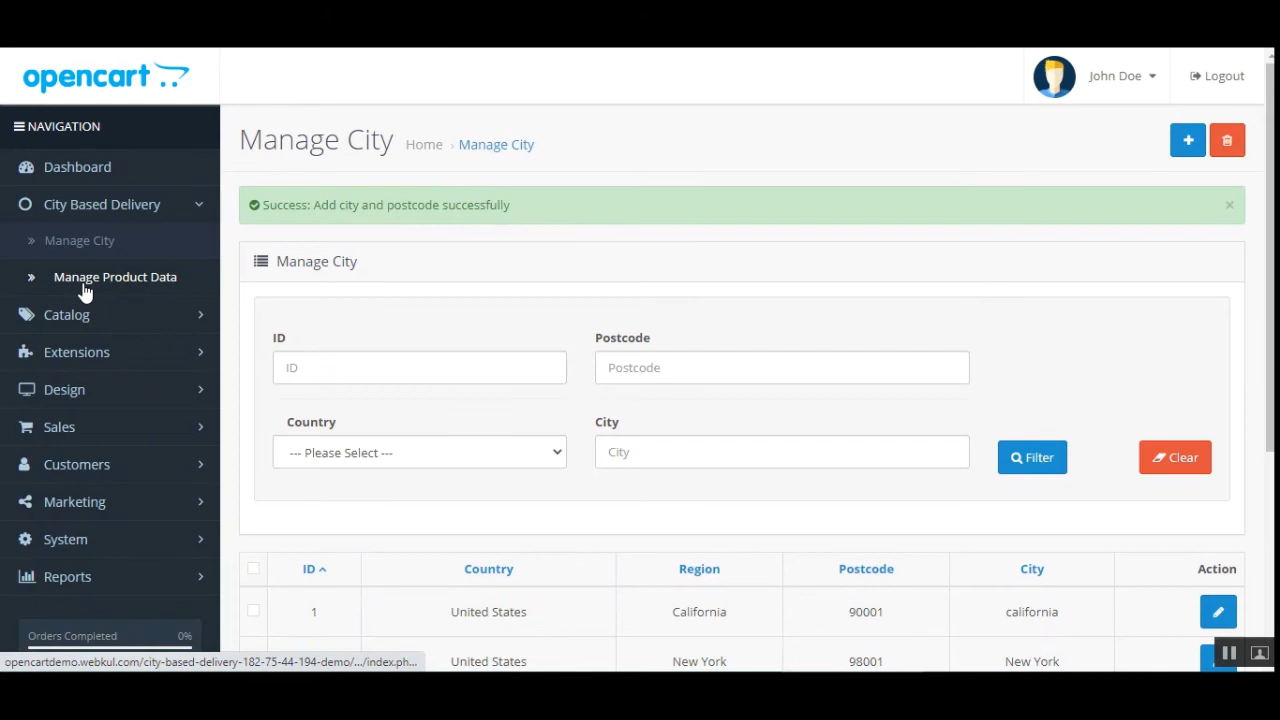 opencart
John Doe
Logout
NAVIGATION
Dashboard
City Based Delivery
Manage City
Manage Product Data
Catalog
Extensions
Design
Sales
Customers
Marketing
System
Reports
Orders Completed 0%
Manage City Home › Manage City
Success: Add city and postcode successfully ×
Manage City
ID Postcode
ID Postcode
Country City
--- Please Select --- City Filter Clear
ID Country Region Postcode City Action
1 United States California 90001 california
United States New York 98001 New York
opencartdemo.webkul.com/city-based-delivery-182-75-44-194-demo/.../index.ph...